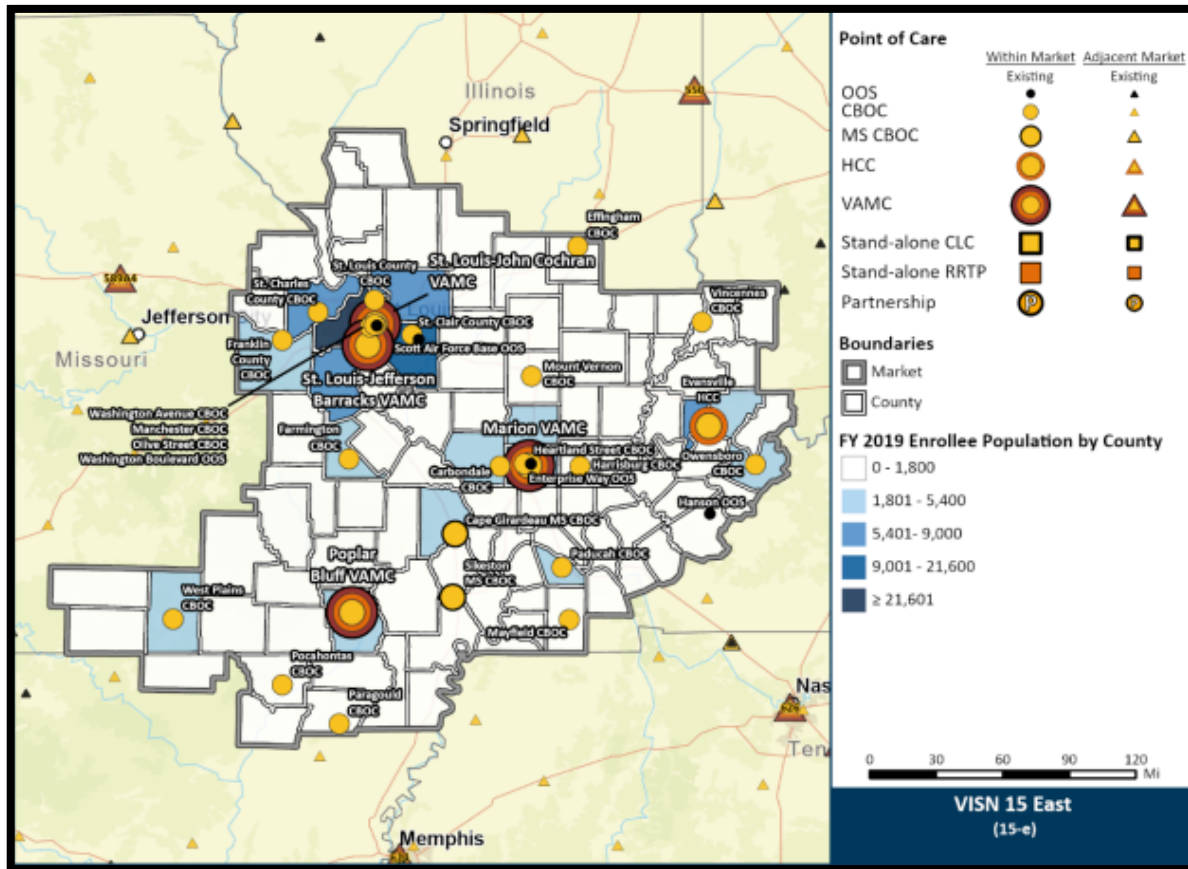 Illinois
Springfield
550
Effingham
CBOC
St. Louis-John Cochran
VAMC
St. Louis County
CBOC
St. Charles
County CBOC
589A4
Jefferson
Missouri
Franklin
County
CBOC
St. Clair County CBOC
Scott Air Force Base OOS
Vincennes
CBOC
Mount Vernon
CBOC
Evansville
HCC
St. Louis-Jefferson
Barracks VAMC
Washington Avenue CBOC
Manchester CBOC
Olive Street CBOC
Washington Boulevard OOS
Farmington
CBOC
Marion VAMC
Heartland Street CBOC
Harrisburg CBOC
Enterprise Way OOS
Carbondale
CBOC
Owensboro
CBOC
Hanson OOS
Cape Girardeau MS CBOC
Poplar
Bluff VAMC
Sikeston
MS CBOC
Paducah CBOC
West Plains
CBOC
Mayfield CBOC
Pocahontas
CBOC
Paragould
CBOC
Nas
Ten
Memphis
Point of Care
Within Market Adjacent Market
Existing Existing
OOS
CBOC
MS CBOC
HCC
VAMC
Stand-alone CLC
Stand-alone RRTP
Partnership
P
Boundaries
Market
County
FY 2019 Enrollee Population by County
0 - 1,800
1,801 - 5,400
5,401- 9,000
9,001 - 21,600
≥ 21,601
0 30 60 90 120
Mi
VISN 15 East
(15-e)